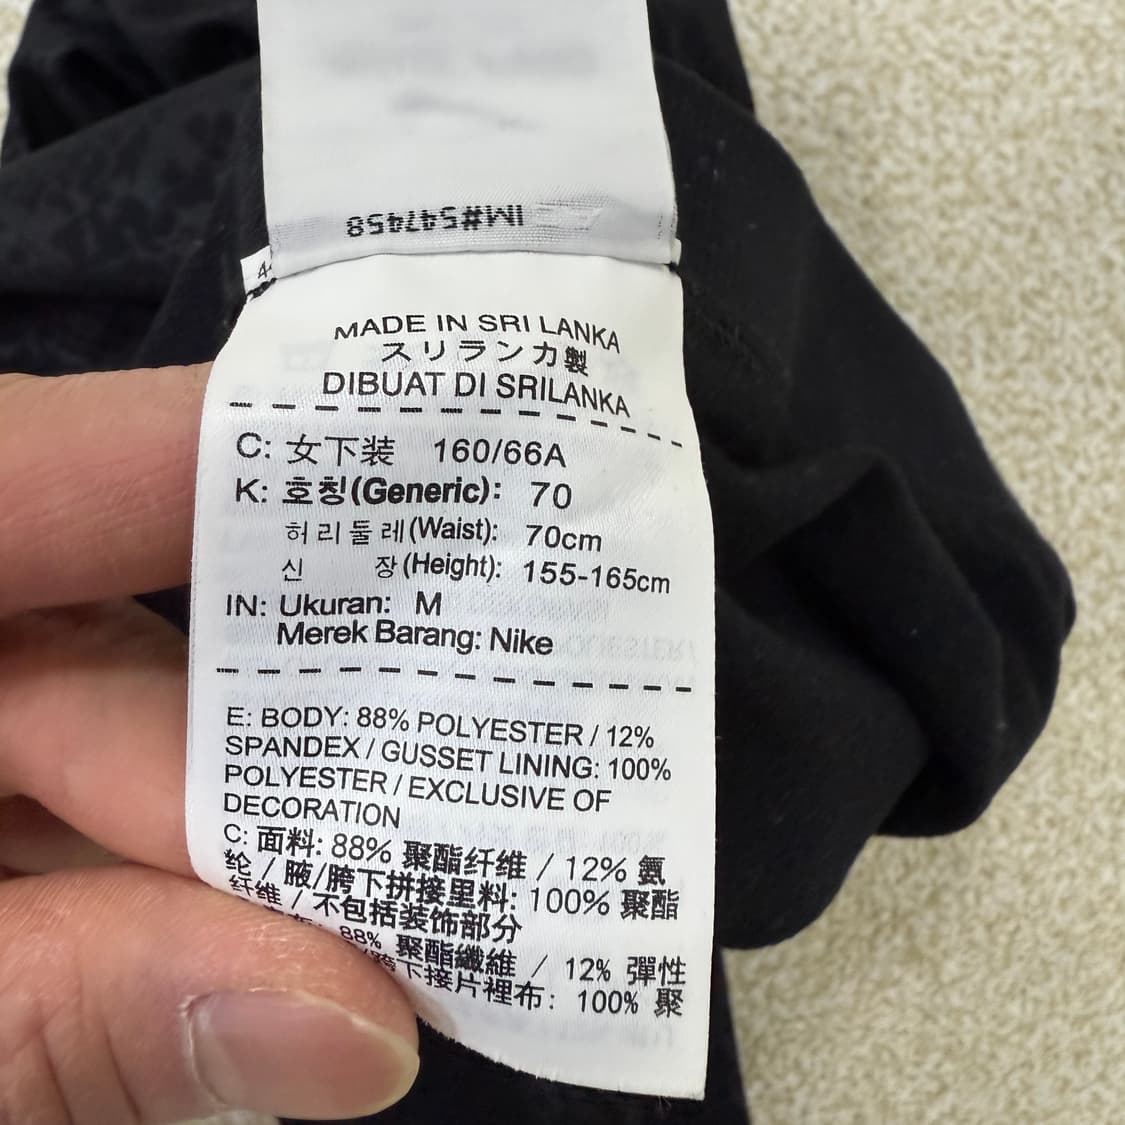 IM#547458
MADE IN SRI LANKA
スリランカ製
DIBUAT DI SRILANKA
C: 女下装 160/66A
K: 호칭(Generic): 70
허리둘레(Waist): 70cm
신 장(Height): 155-165cm
IN: Ukuran: M
Merek Barang: Nike
E: BODY: 88% POLYESTER / 12%
SPANDEX / GUSSET LINING: 100%
POLYESTER / EXCLUSIVE OF
DECORATION
C: 面料: 88% 聚酯纤维 / 12% 氨
纶 / 腋/胯下拼接里料: 100% 聚酯
纤维 / 不包括装饰部分
88% 聚酯纖維 / 12% 彈性
胯下接片裡布: 100% 聚